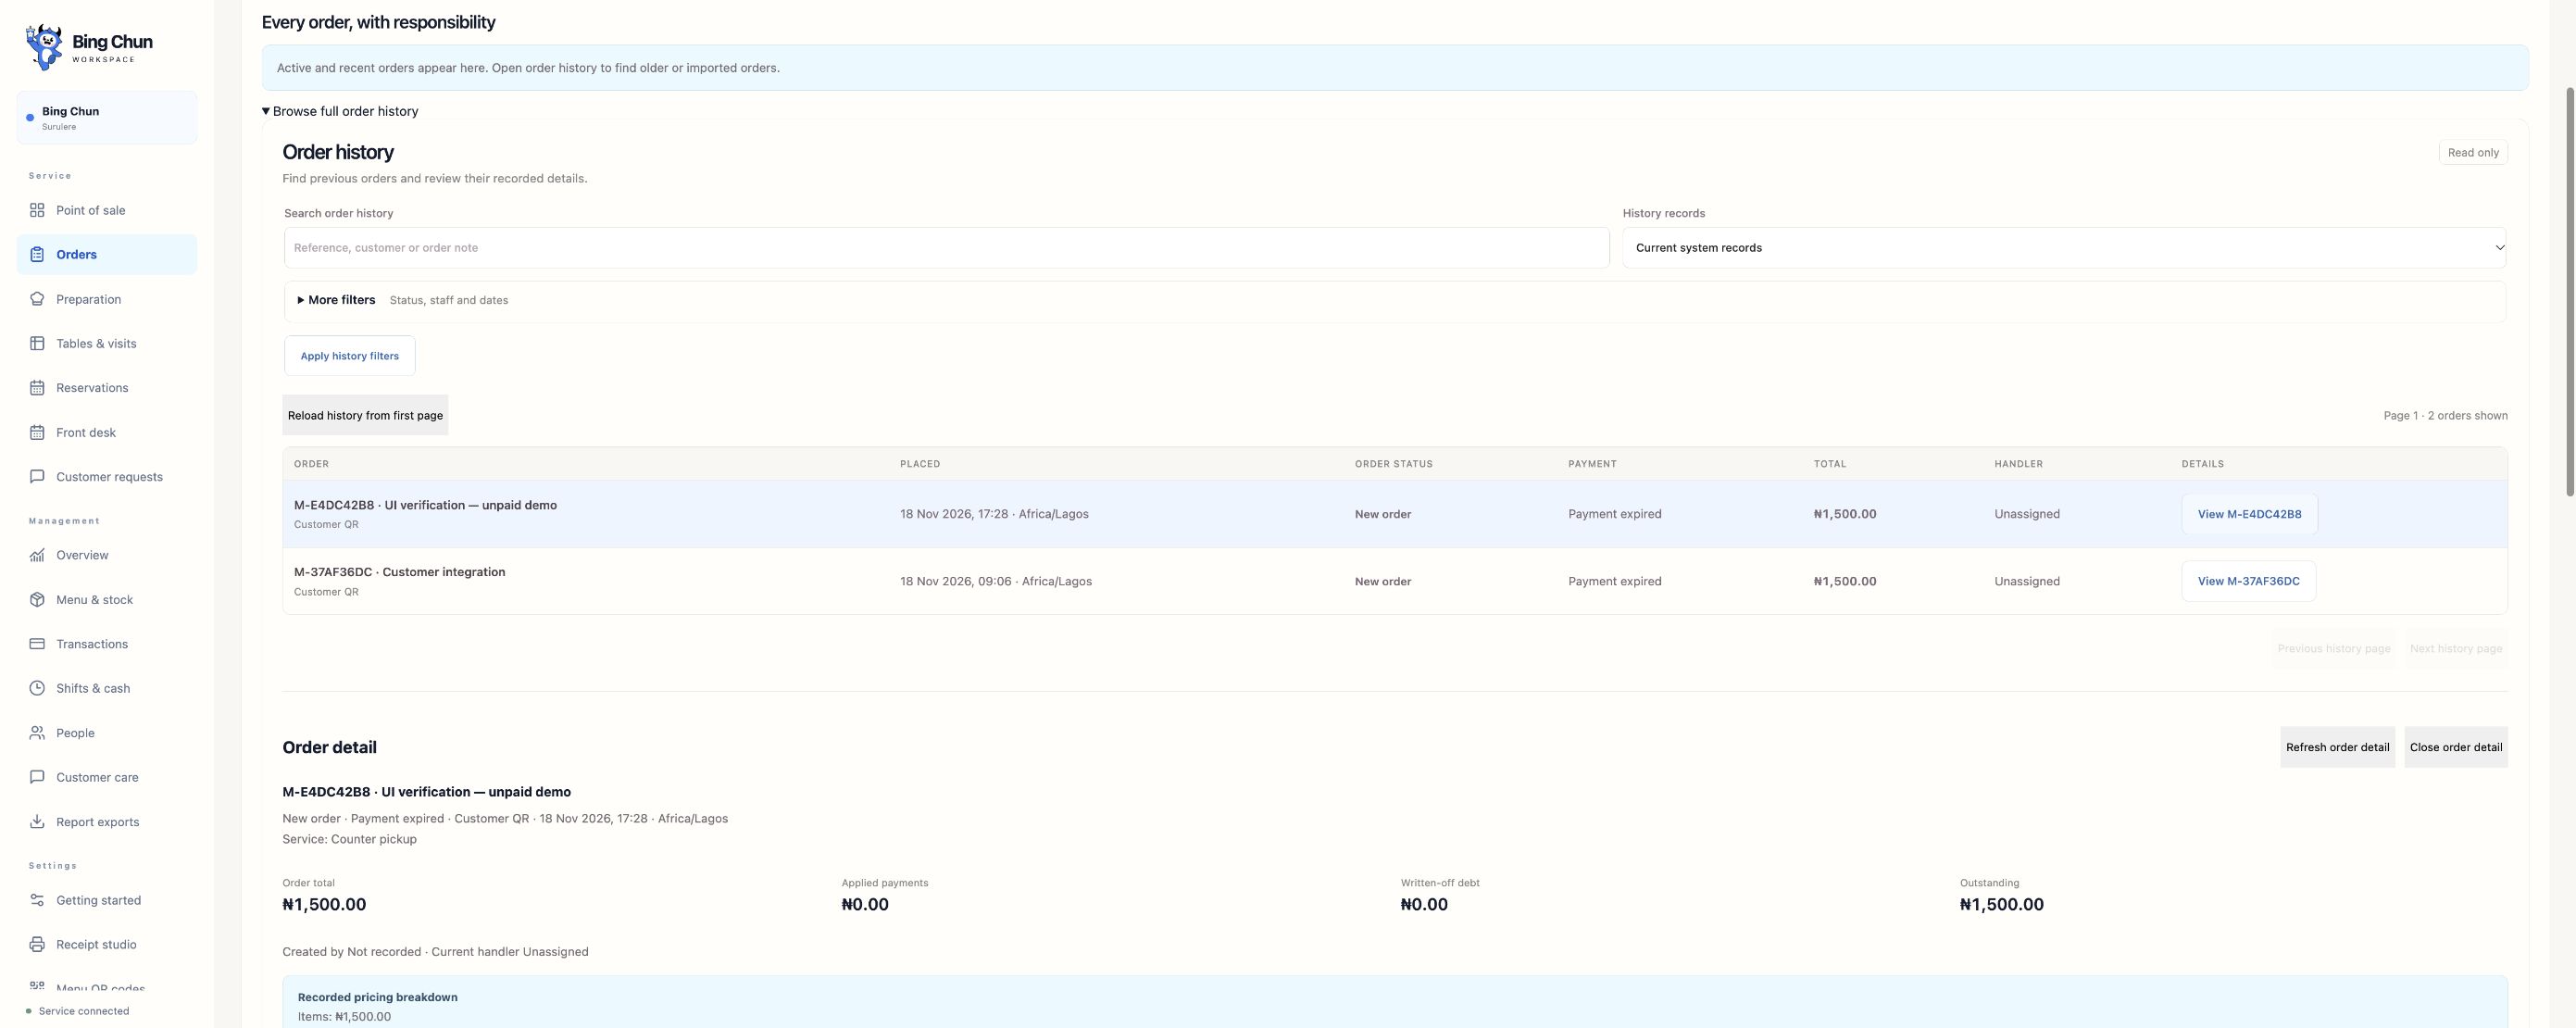 Bing Chun
WORKSPACE
Bing Chun
Surulere
Service
Point of sale
Orders
Preparation
Tables & visits
Reservations
Front desk
Customer requests
Management
Overview
Menu & stock
Transactions
Shifts & cash
People
Customer care
Report exports
Settings
Getting started
Receipt studio
Menu QR codes
Service connected
Every order, with responsibility
Active and recent orders appear here. Open order history to find older or imported orders.
▼ Browse full order history
Order history
Read only
Find previous orders and review their recorded details.
Search order history
History records
Reference, customer or order note
Current system records
▶ More filters Status, staff and dates
Apply history filters
Reload history from first page
Page 1 · 2 orders shown
ORDER PLACED ORDER STATUS PAYMENT TOTAL HANDLER DETAILS
M-E4DC42B8 · UI verification — unpaid demo
Customer QR
18 Nov 2026, 17:28 · Africa/Lagos New order Payment expired ₦1,500.00 Unassigned View M-E4DC42B8
M-37AF36DC · Customer integration
Customer QR
18 Nov 2026, 09:06 · Africa/Lagos New order Payment expired ₦1,500.00 Unassigned View M-37AF36DC
Previous history page Next history page
Order detail
Refresh order detail Close order detail
M-E4DC42B8 · UI verification — unpaid demo
New order · Payment expired · Customer QR · 18 Nov 2026, 17:28 · Africa/Lagos
Service: Counter pickup
Order total Applied payments Written-off debt Outstanding
₦1,500.00 ₦0.00 ₦0.00 ₦1,500.00
Created by Not recorded · Current handler Unassigned
Recorded pricing breakdown
Items: ₦1,500.00